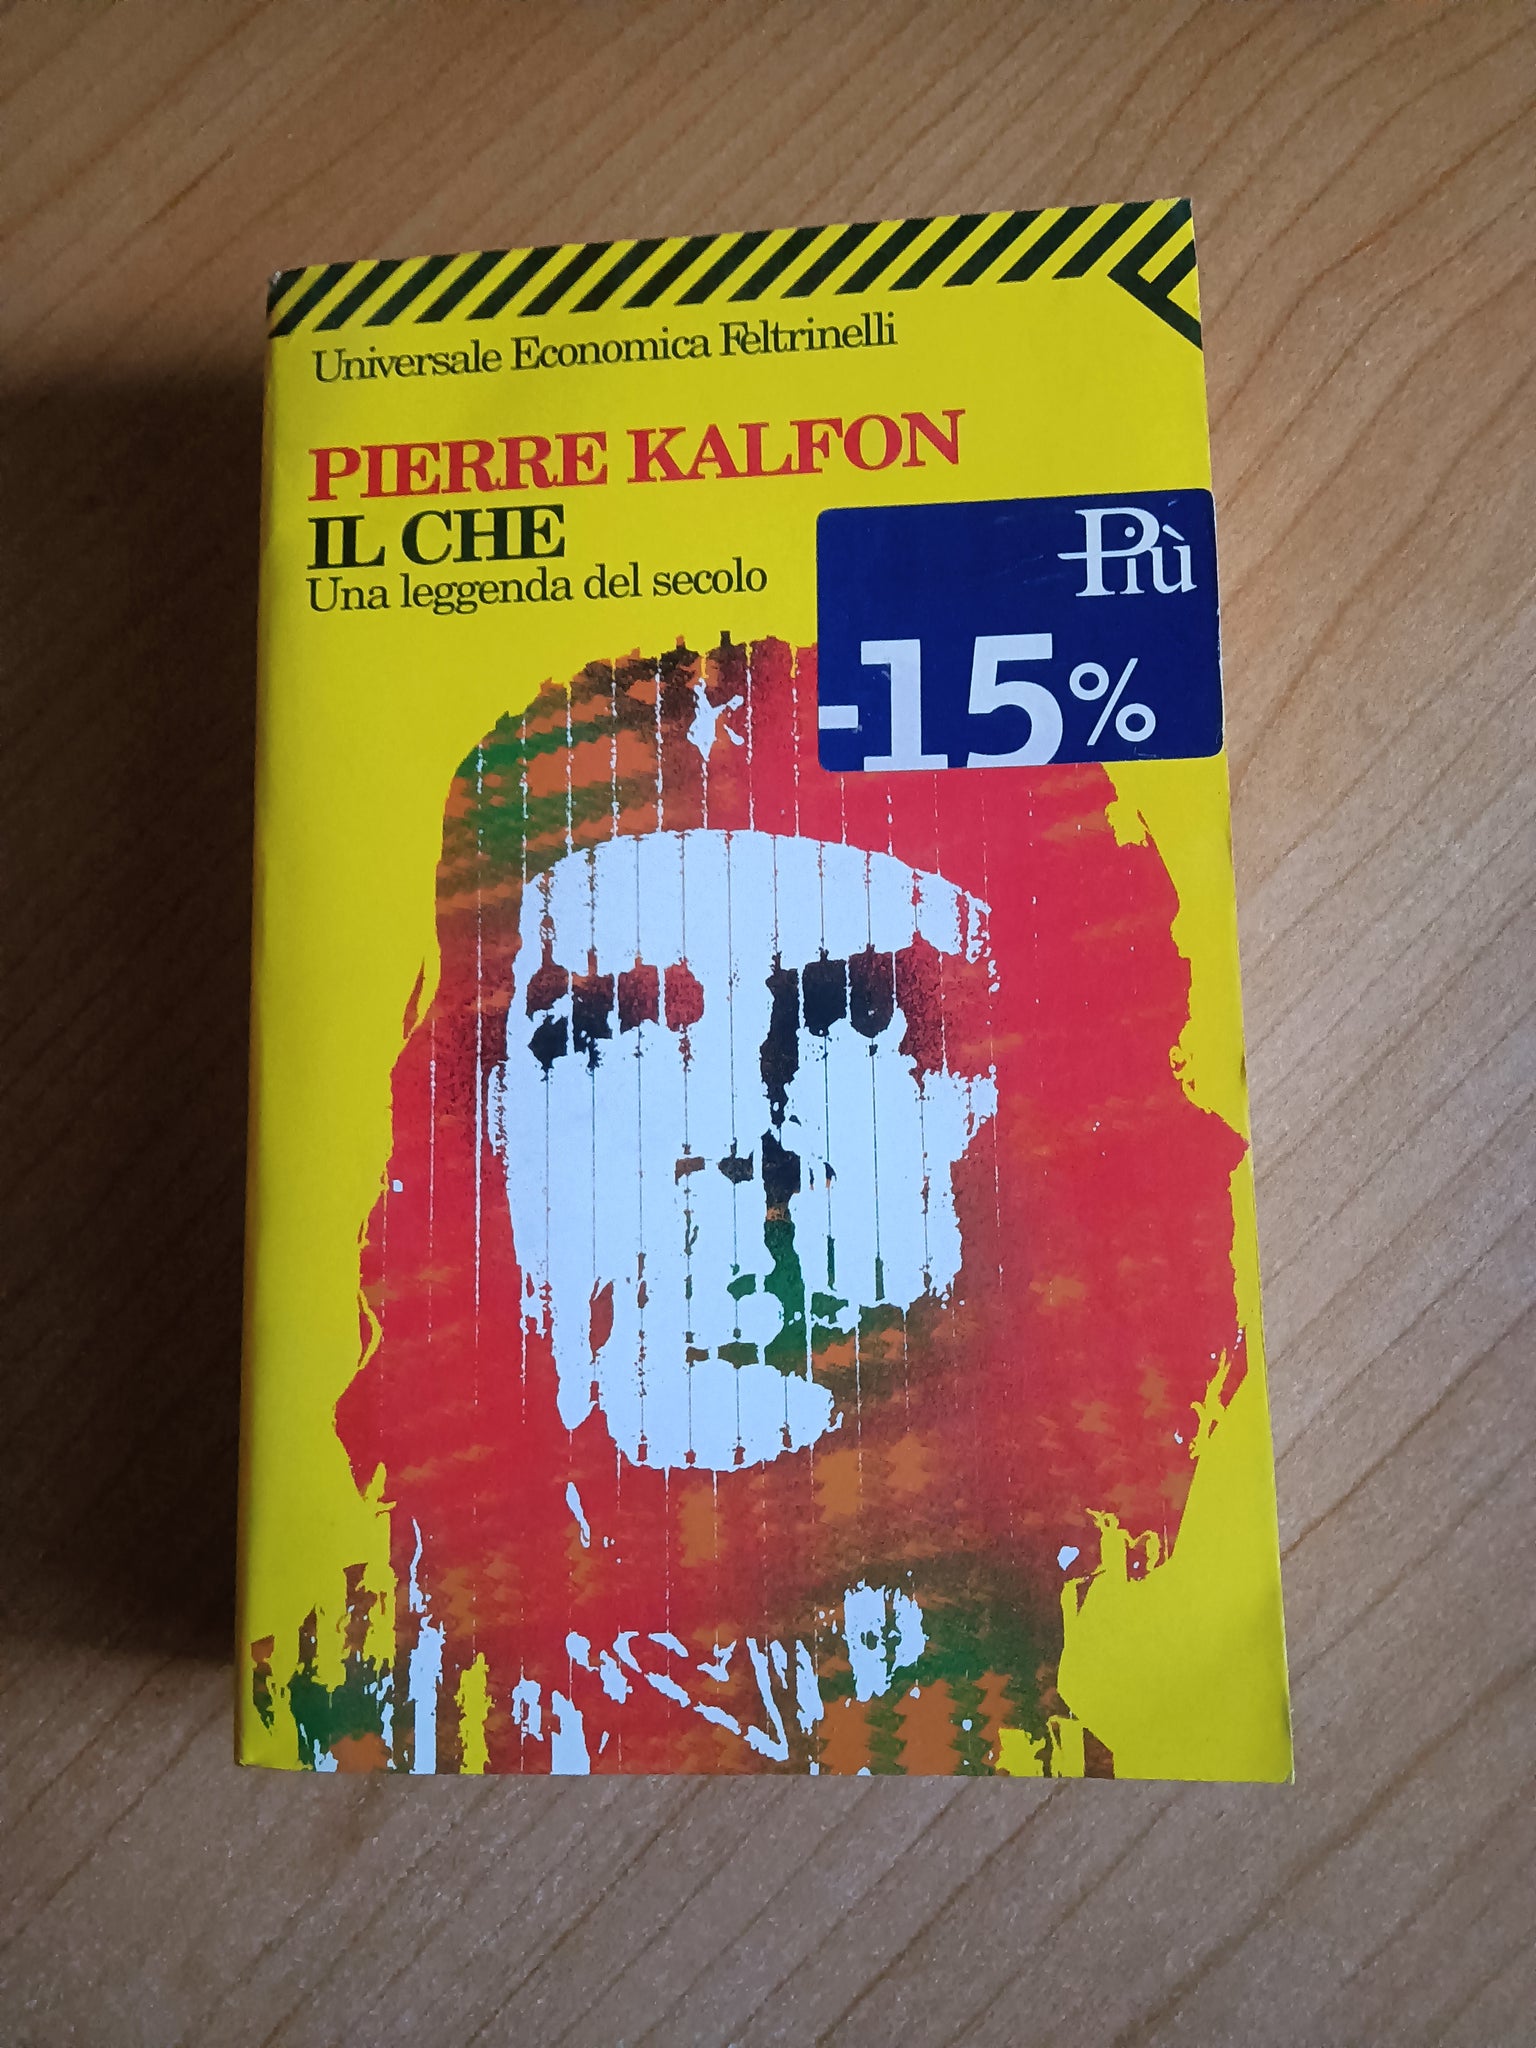 Universale Economica Feltrinelli
PIERRE KALFON
IL CHE
Una leggenda del secolo
Più
-15%